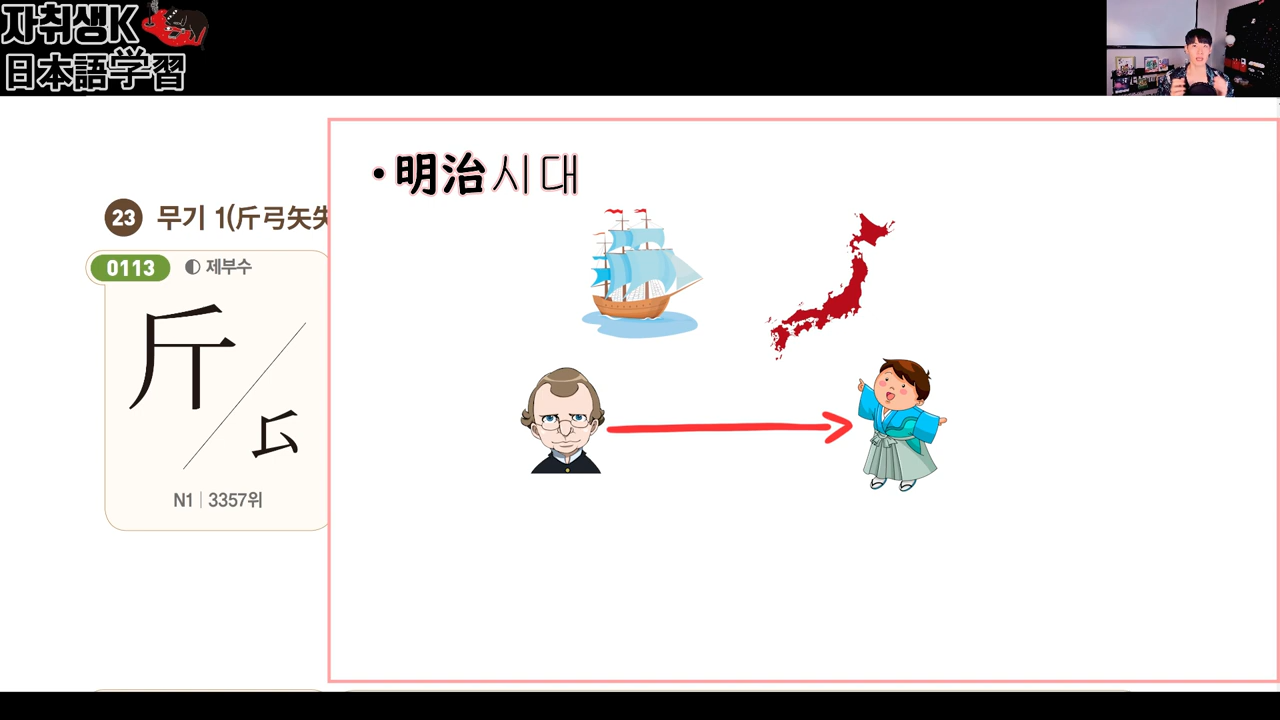 자취생K
日本語学習
• 明治시대
23 무기 1(斤弓矢失
0113 제부수
斤
N1 | 3357위